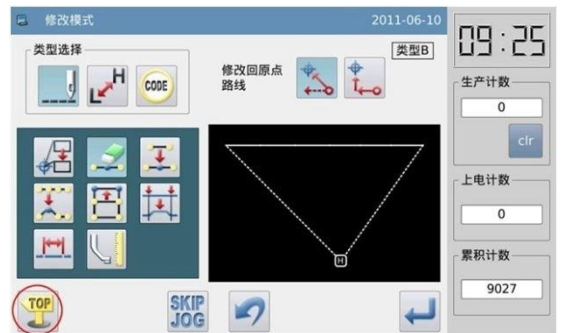 修改模式 2011-06-10
类型选择
H
L
CODE
修改回原点
路线
类型B
09:25
生产计数
0
clr
上电计数
0
累积计数
9027
H
TOP
SKIP
JOG